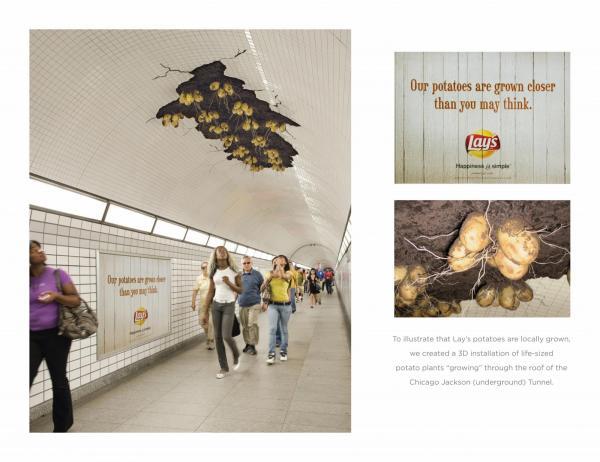 Our potatoes are grown closer
than you may think.
Lay's
Our potatoes are grown closer
than you may think.
Lay's
Happiness is simple
To illustrate that Lay's potatoes are locally grown,
we created a 3D installation of life-sized
potato plants "growing" through the roof of the
Chicago Jackson (underground) Tunnel.